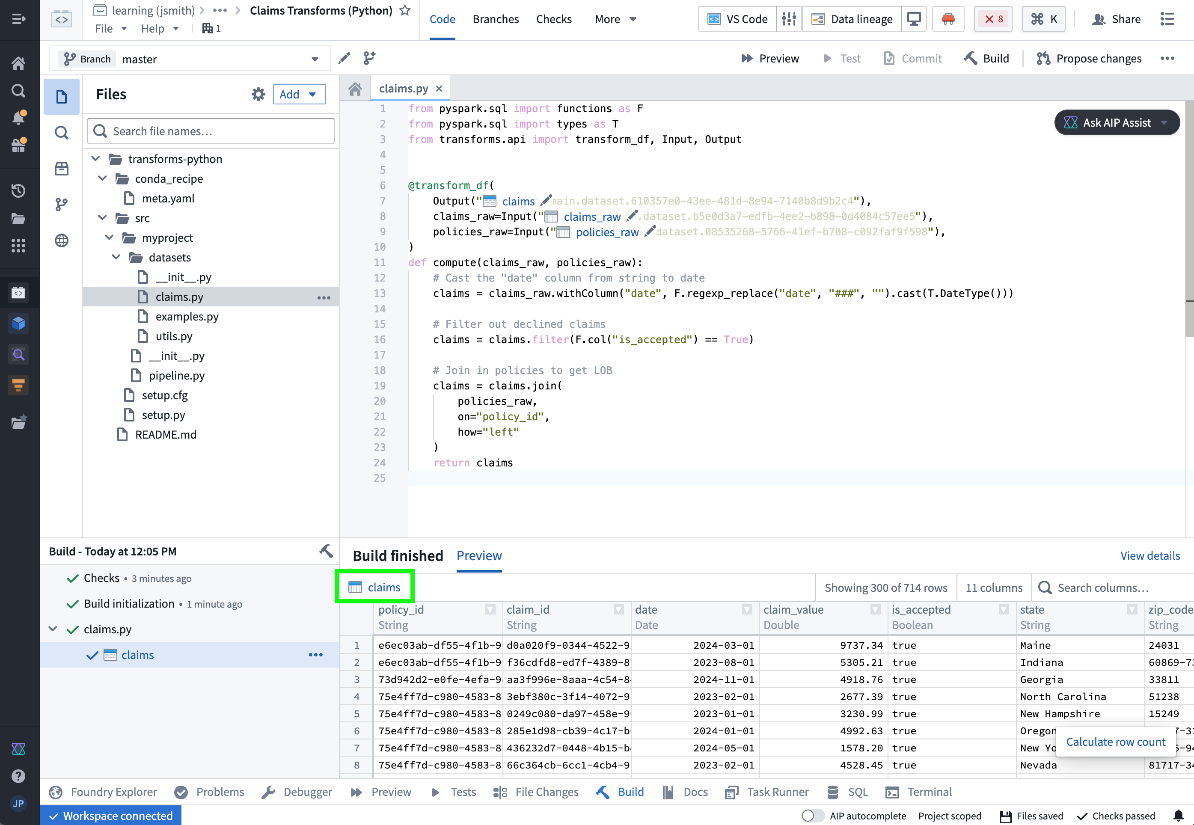 learning (jsmith) > ••• > Claims Transforms (Python)
File Help 1
Code Branches Checks More
VS Code Data lineage 8 ⌘ K Share
Branch master
Preview Test Commit Build Propose changes •••
Files Add
Search file names...
transforms-python
conda_recipe
meta.yaml
src
myproject
datasets
__init__.py
claims.py •••
examples.py
utils.py
__init__.py
pipeline.py
setup.cfg
setup.py
README.md
claims.py ×
Ask AIP Assist
1 from pyspark.sql import functions as F
2 from pyspark.sql import types as T
3 from transforms.api import transform_df, Input, Output
4
5
6 @transform_df(
7 Output("claims main.dataset.610357e0-43ee-481d-8e94-7140b8d9b2c4"),
8 claims_raw=Input("claims_raw .dataset.b5e0d3a7-edfb-4ee2-b898-0d4084c57ee5"),
9 policies_raw=Input("policies_raw dataset.08535268-5766-41ef-b708-c092faf9f598"),
10 )
11 def compute(claims_raw, policies_raw):
12 # Cast the "date" column from string to date
13 claims = claims_raw.withColumn("date", F.regexp_replace("date", "###", "").cast(T.DateType()))
14
15 # Filter out declined claims
16 claims = claims.filter(F.col("is_accepted") == True)
17
18 # Join in policies to get LOB
19 claims = claims.join(
20 policies_raw,
21 on="policy_id",
22 how="left"
23 )
24 return claims
25
Build - Today at 12:05 PM
Checks • 3 minutes ago
Build initialization • 1 minute ago
claims.py
claims •••
Build finished Preview View details
claims Showing 300 of 714 rows 11 columns Search columns...
policy_id claim_id date claim_value is_accepted state zip_code
String String Date Double Boolean String String
1 e6ec03ab-df55-4f1b-9 d0a020f9-0344-4522-9 2024-03-01 9737.34 true Maine 24031
2 e6ec03ab-df55-4f1b-9 f36cdfd8-ed7f-4389-8 2023-08-01 5305.21 true Indiana 60869-73
3 73d942d2-e0fe-4efa-9 aa3f996e-8aaa-4c54-84 2024-11-01 4918.76 true Georgia 33811
4 75e4ff7d-c980-4583-8 3ebf380c-3f14-4072-9 2023-02-01 2677.39 true North Carolina 51238
5 75e4ff7d-c980-4583-8 0249c080-da97-458e-9 2023-01-01 3230.99 true New Hampshire 15249
6 75e4ff7d-c980-4583-8 285e1d98-cb39-4c17-b 2024-01-01 4992.63 true Oregon
7 75e4ff7d-c980-4583-8 436232d7-0448-4b15-b 2024-05-01 1578.20 true New Yo
8 75e4ff7d-c980-4583-8 66c364cb-6cc1-4cb4-9 2023-02-01 4528.45 true Nevada 81717-34
Calculate row count
Foundry Explorer Problems Debugger Preview Tests File Changes Build Docs Task Runner SQL Terminal
JP
Workspace connected AIP autocomplete Project scoped Files saved Checks passed